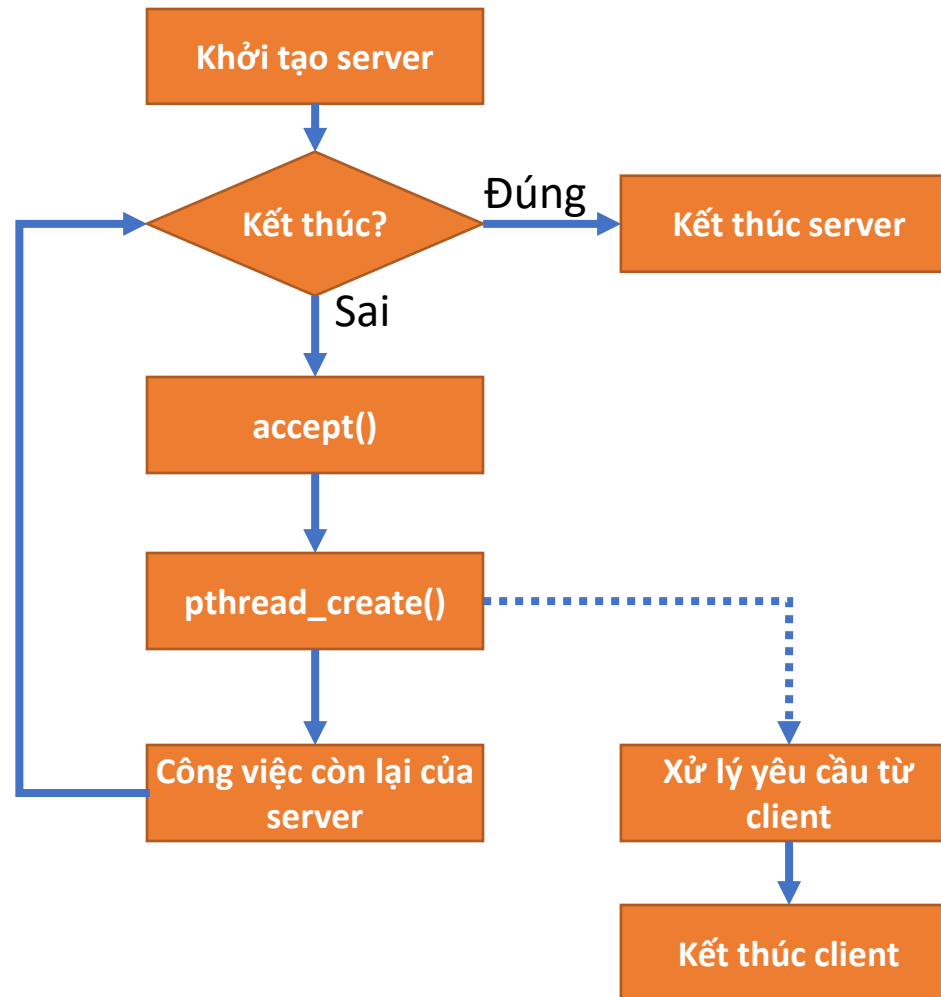 Khởi tạo server
Kết thúc?
Đúng
Kết thúc server
Sai
accept()
pthread_create()
Công việc còn lại của
server
Xử lý yêu cầu từ
client
Kết thúc client